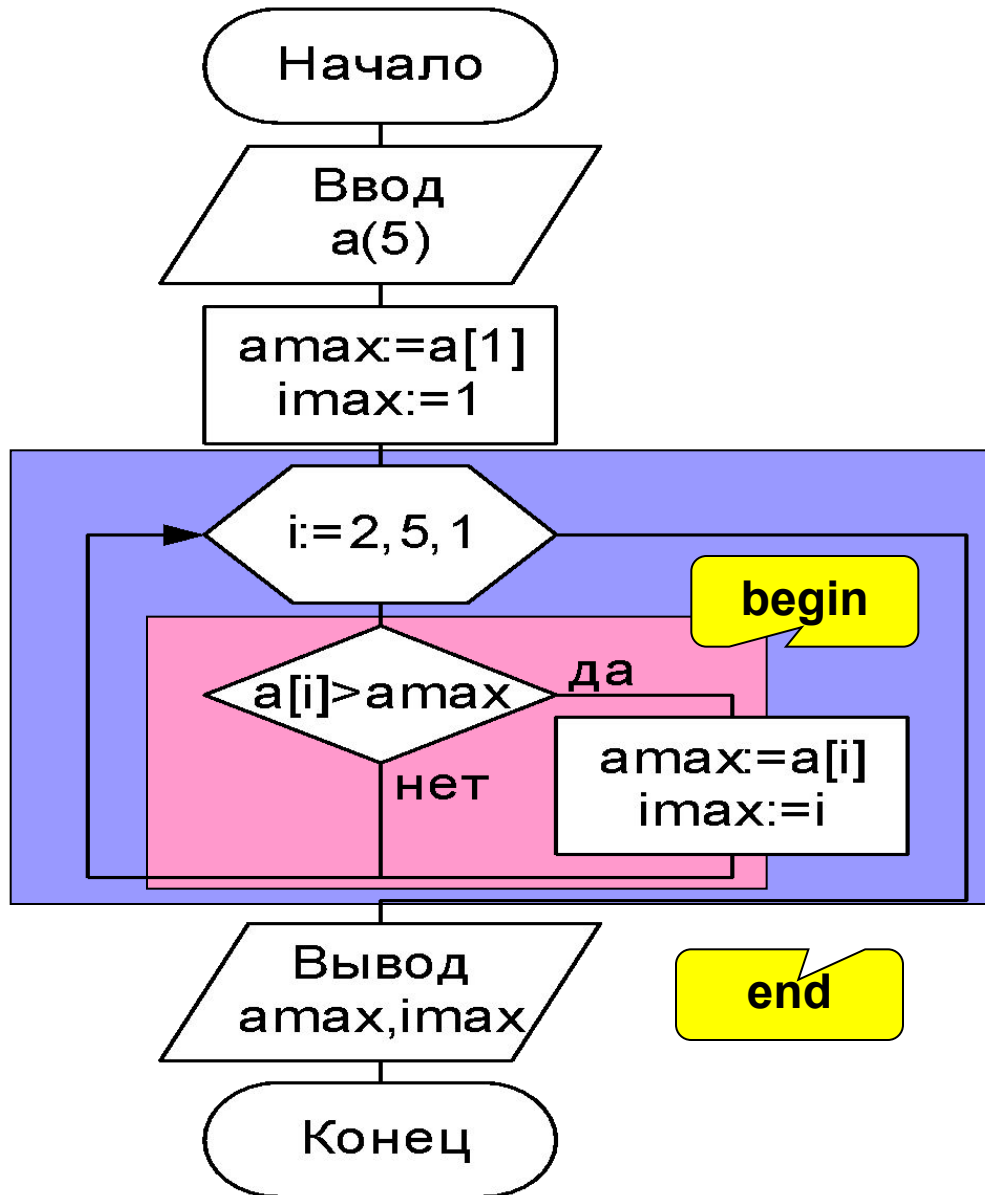 Начало
Ввод
a(5)
amax:=a[1]
imax:=1
i:=2,5,1
begin
a[i]>amax
да
нет
amax:=a[i]
imax:=i
Вывод
amax,imax
end
Конец